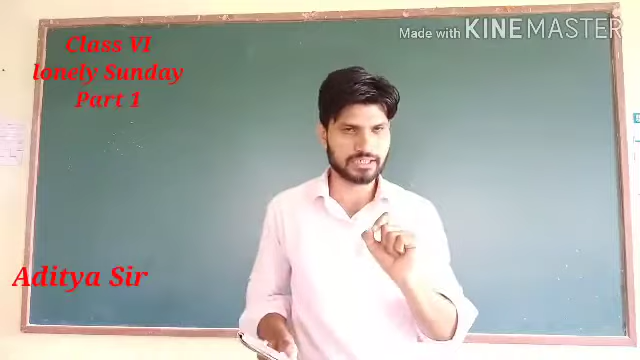 Class VI
lonely Sunday
Part 1
Made with KINEMASTER
Aditya Sir